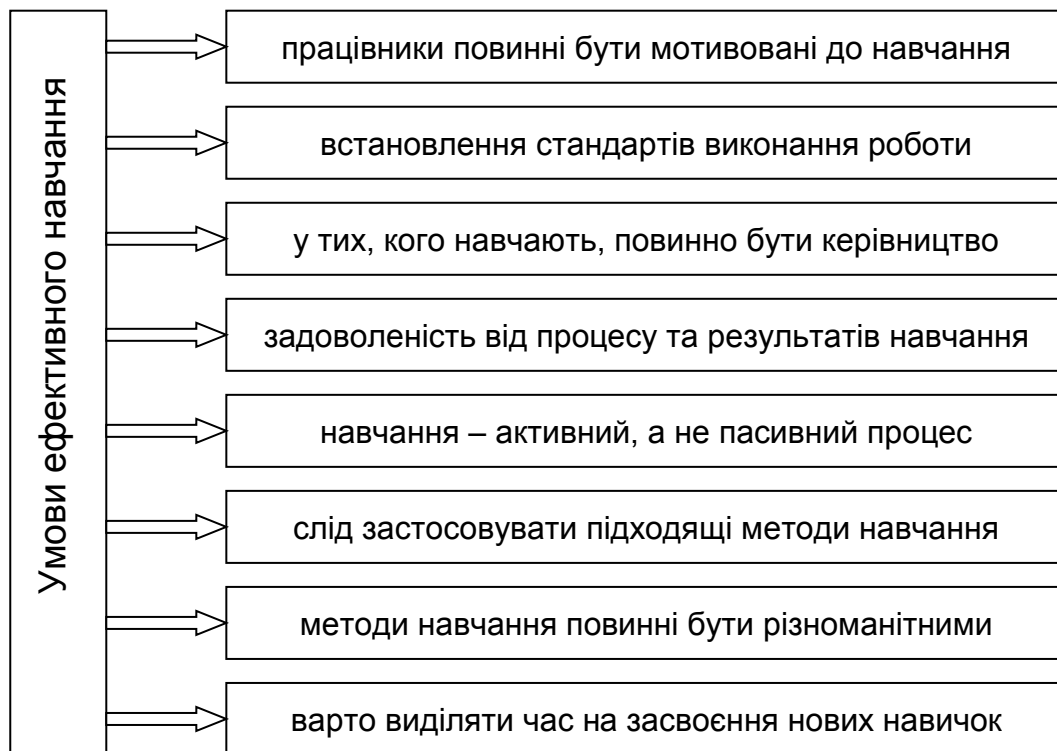 Умови ефективного навчання
працівники повинні бути мотивовані до навчання
встановлення стандартів виконання роботи
у тих, кого навчають, повинно бути керівництво
задоволеність від процесу та результатів навчання
навчання – активний, а не пасивний процес
слід застосовувати підходящі методи навчання
методи навчання повинні бути різноманітними
варто виділяти час на засвоєння нових навичок